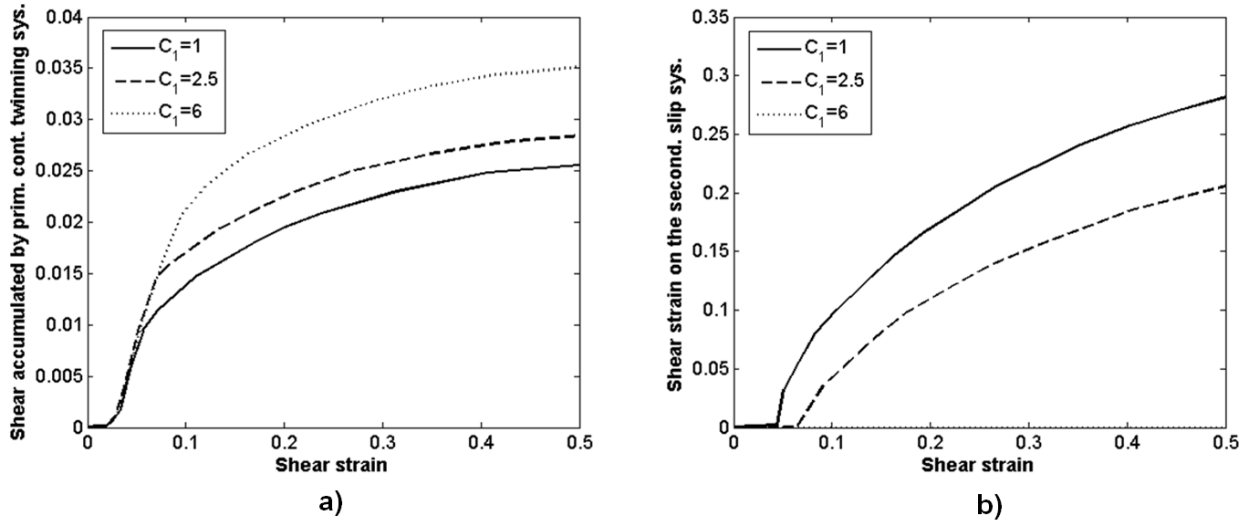 Shear accumulated by prim. cont. twinning sys.
0.04
0.035
0.03
0.025
0.02
0.015
0.01
0.005
0
C1=1
C1=2.5
C1=6
0
0.1
0.2
0.3
0.4
0.5
Shear strain
a)
Shear strain on the second. slip sys.
0.35
0.3
0.25
0.2
0.15
0.1
0.05
0
C1=1
C1=2.5
C1=6
0
0.1
0.2
0.3
0.4
0.5
Shear strain
b)